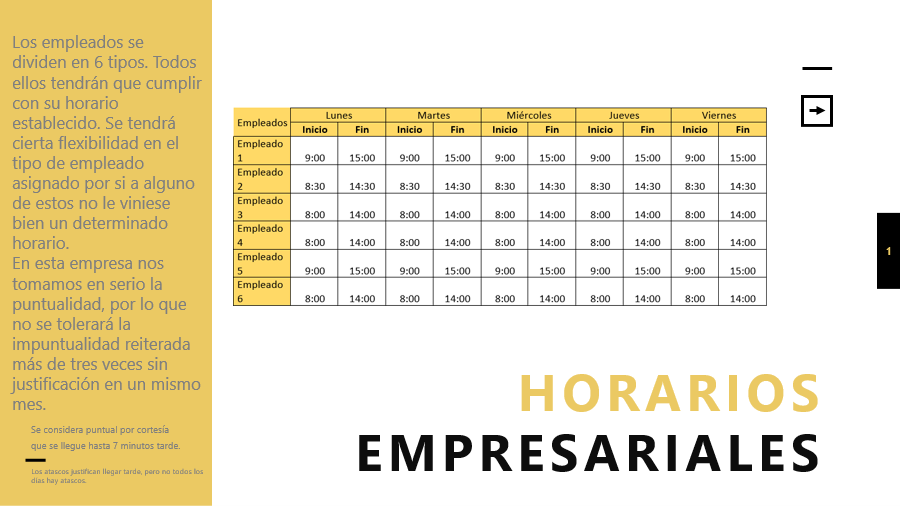 Los empleados se
dividen en 6 tipos. Todos
ellos tendrán que cumplir
con su horario
establecido. Se tendrá
cierta flexibilidad en el
tipo de empleado
asignado por si a alguno
de estos no le viniese
bien un determinado
horario.
En esta empresa nos
tomamos en serio la
puntualidad, por lo que
no se tolerará la
impuntualidad reiterada
más de tres veces sin
justificación en un mismo
mes.
Se considera puntual por cortesía
que se llegue hasta 7 minutos tarde.
Los atascos justifican llegar tarde, pero no todos los
días hay atascos.
Empleados Lunes Martes Miércoles Jueves Viernes
Inicio Fin Inicio Fin Inicio Fin Inicio Fin Inicio Fin
Empleado
1 9:00 15:00 9:00 15:00 9:00 15:00 9:00 15:00 9:00 15:00
Empleado
2 8:30 14:30 8:30 14:30 8:30 14:30 8:30 14:30 8:30 14:30
Empleado
3 8:00 14:00 8:00 14:00 8:00 14:00 8:00 14:00 8:00 14:00
Empleado
4 8:00 14:00 8:00 14:00 8:00 14:00 8:00 14:00 8:00 14:00
Empleado
5 9:00 15:00 9:00 15:00 9:00 15:00 9:00 15:00 9:00 15:00
Empleado
6 8:00 14:00 8:00 14:00 8:00 14:00 8:00 14:00 8:00 14:00
1
HORARIOS
EMPRESARIALES